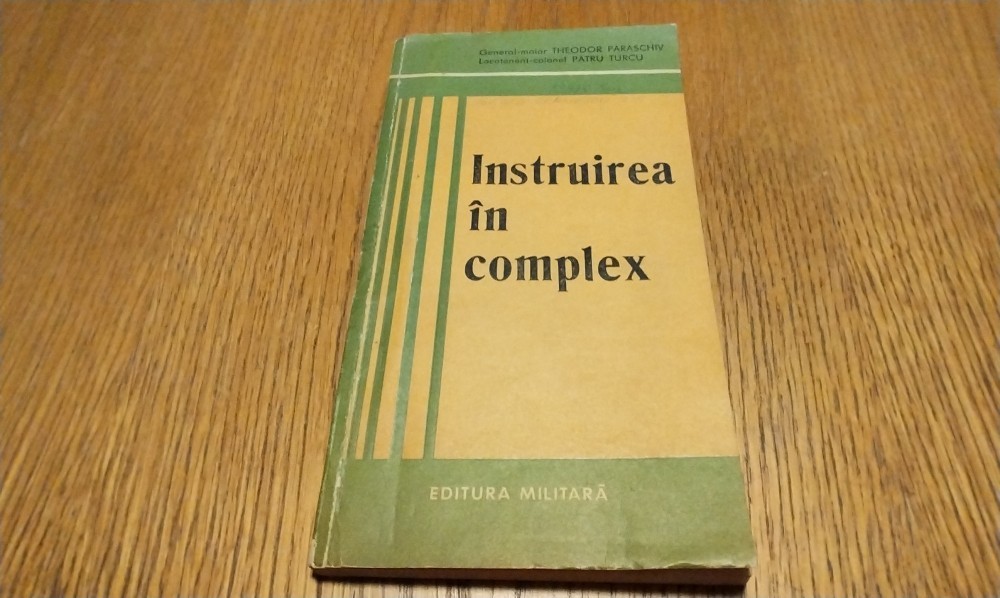 General-maior THEODOR PARASCHIV
Locotenent-colonel PATRU TURCU
Instruirea
în
complex
EDITURA MILITARĂ